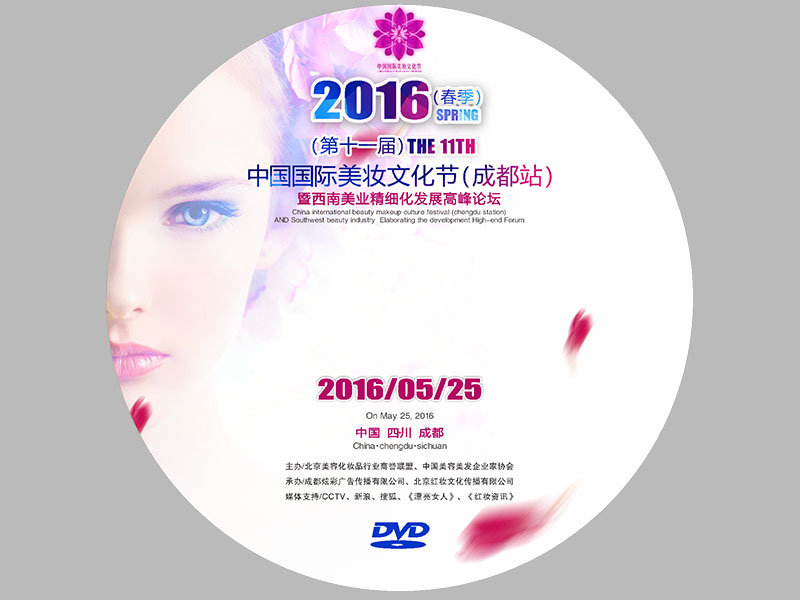 中国国际美妆文化节
2016（春季）
SPRING
（第十一届）THE 11TH
中国国际美妆文化节（成都站）
暨西南美业精细化发展高峰论坛
China international beauty makeup culture festival (chengdu station)
AND Southwest beauty industry Elaborating the development High-end Forum
2016/05/25
On May 25, 2016
中国 四川 成都
China·chengdu·sichuan
主办/北京美容化妆品行业商誉联盟、中国美容美发企业家协会
承办/成都炫彩广告传播有限公司、北京红妆文化传播有限公司
媒体支持/CCTV、新浪、搜狐、《漂亮女人》、《红妆资讯》
DVD